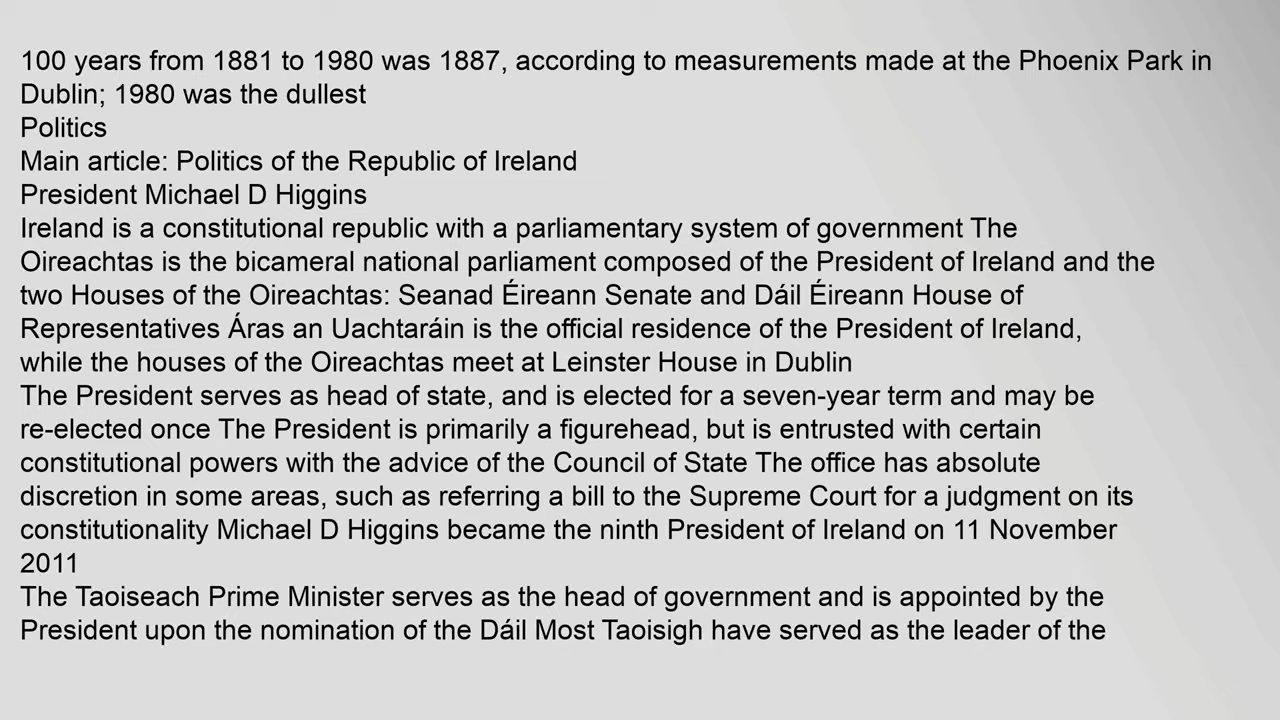 100 years from 1881 to 1980 was 1887, according to measurements made at the Phoenix Park in
Dublin; 1980 was the dullest
Politics
Main article: Politics of the Republic of Ireland
President Michael D Higgins
Ireland is a constitutional republic with a parliamentary system of government The
Oireachtas is the bicameral national parliament composed of the President of Ireland and the
two Houses of the Oireachtas: Seanad Éireann Senate and Dáil Éireann House of
Representatives Áras an Uachtaráin is the official residence of the President of Ireland,
while the houses of the Oireachtas meet at Leinster House in Dublin
The President serves as head of state, and is elected for a seven-year term and may be
re-elected once The President is primarily a figurehead, but is entrusted with certain
constitutional powers with the advice of the Council of State The office has absolute
discretion in some areas, such as referring a bill to the Supreme Court for a judgment on its
constitutionality Michael D Higgins became the ninth President of Ireland on 11 November
2011
The Taoiseach Prime Minister serves as the head of government and is appointed by the
President upon the nomination of the Dáil Most Taoisigh have served as the leader of the